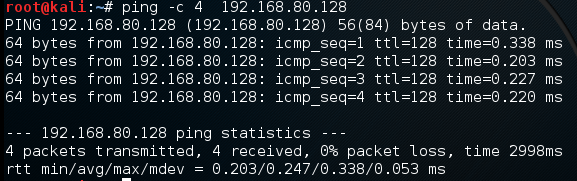 root@kali:~# ping -c 4  192.168.80.128
PING 192.168.80.128 (192.168.80.128) 56(84) bytes of data.
64 bytes from 192.168.80.128: icmp_seq=1 ttl=128 time=0.338 ms
64 bytes from 192.168.80.128: icmp_seq=2 ttl=128 time=0.203 ms
64 bytes from 192.168.80.128: icmp_seq=3 ttl=128 time=0.227 ms
64 bytes from 192.168.80.128: icmp_seq=4 ttl=128 time=0.220 ms

--- 192.168.80.128 ping statistics ---
4 packets transmitted, 4 received, 0% packet loss, time 2998ms
rtt min/avg/max/mdev = 0.203/0.247/0.338/0.053 ms